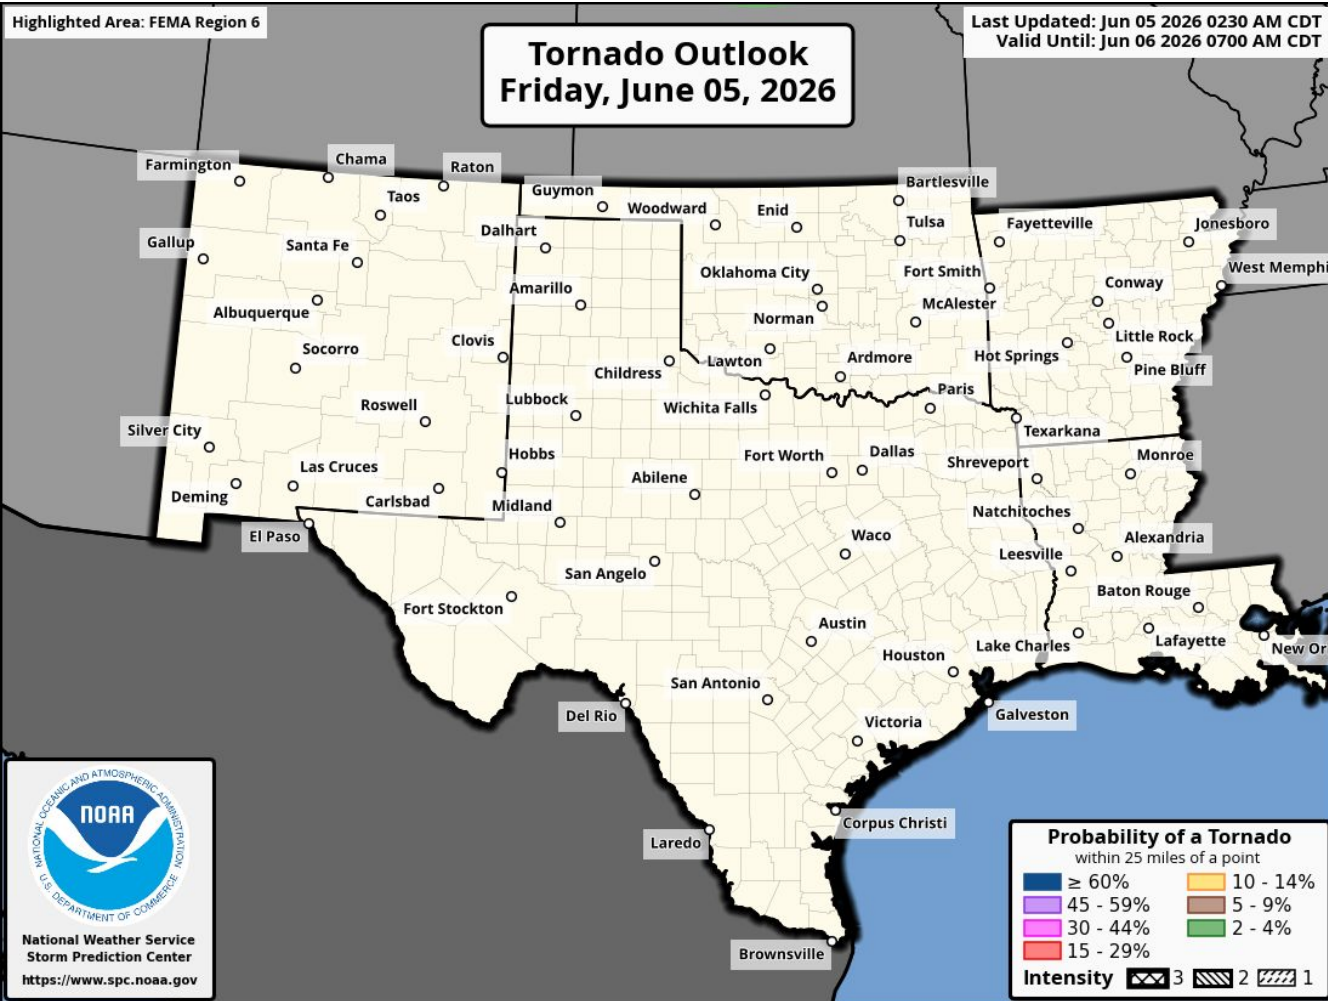 Highlighted Area: FEMA Region 6
Last Updated: Jun 05 2026 0230 AM CDT
Valid Until: Jun 06 2026 0700 AM CDT
Tornado Outlook
Friday, June 05, 2026
Farmington
Chama
Raton
Taos
Guymon
Woodward
Enid
Bartlesville
Tulsa
Fayetteville
Jonesboro
Gallup
Santa Fe
Dalhart
Oklahoma City
Fort Smith
West Memphi
Albuquerque
Amarillo
Norman
McAlester
Conway
Socorro
Clovis
Childress
Lawton
Ardmore
Hot Springs
Little Rock
Pine Bluff
Roswell
Lubbock
Wichita Falls
Paris
Texarkana
Silver City
Las Cruces
Hobbs
Abilene
Fort Worth
Dallas
Shreveport
Monroe
Deming
Carlsbad
Midland
Natchitoches
El Paso
San Angelo
Waco
Leesville
Alexandria
Fort Stockton
Austin
Baton Rouge
Houston
Lake Charles
Lafayette
New Or
San Antonio
Del Rio
Victoria
Galveston
Laredo
Corpus Christi
Brownsville
NATIONAL OCEANIC AND ATMOSPHERIC ADMINISTRATION
NOAA
U.S. DEPARTMENT OF COMMERCE
National Weather Service
Storm Prediction Center
https://www.spc.noaa.gov
Probability of a Tornado
within 25 miles of a point
≥ 60%
10 - 14%
45 - 59%
5 - 9%
30 - 44%
2 - 4%
15 - 29%
Intensity 3 2 1